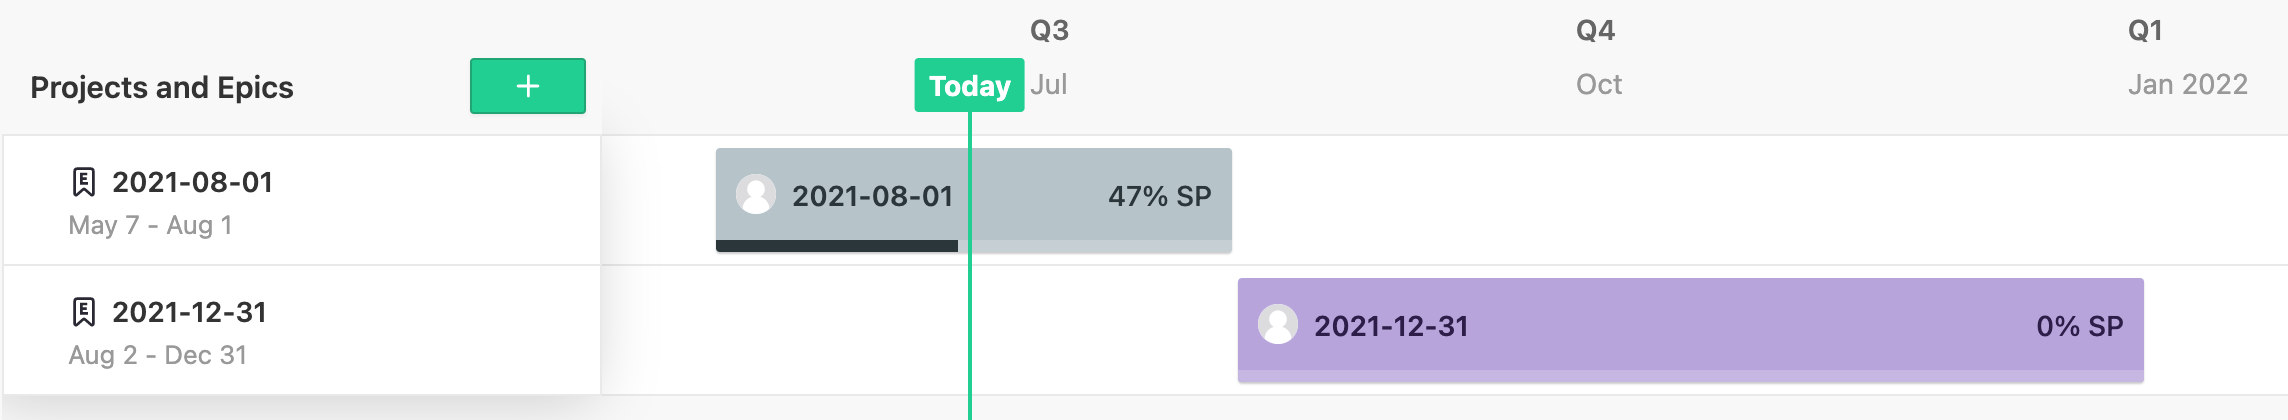 Q3 Q4 Q1
Projects and Epics + Today Jul Oct Jan 2022
E 2021-08-01
May 7 - Aug 1
2021-08-01 47% SP
E 2021-12-31
Aug 2 - Dec 31
2021-12-31 0% SP